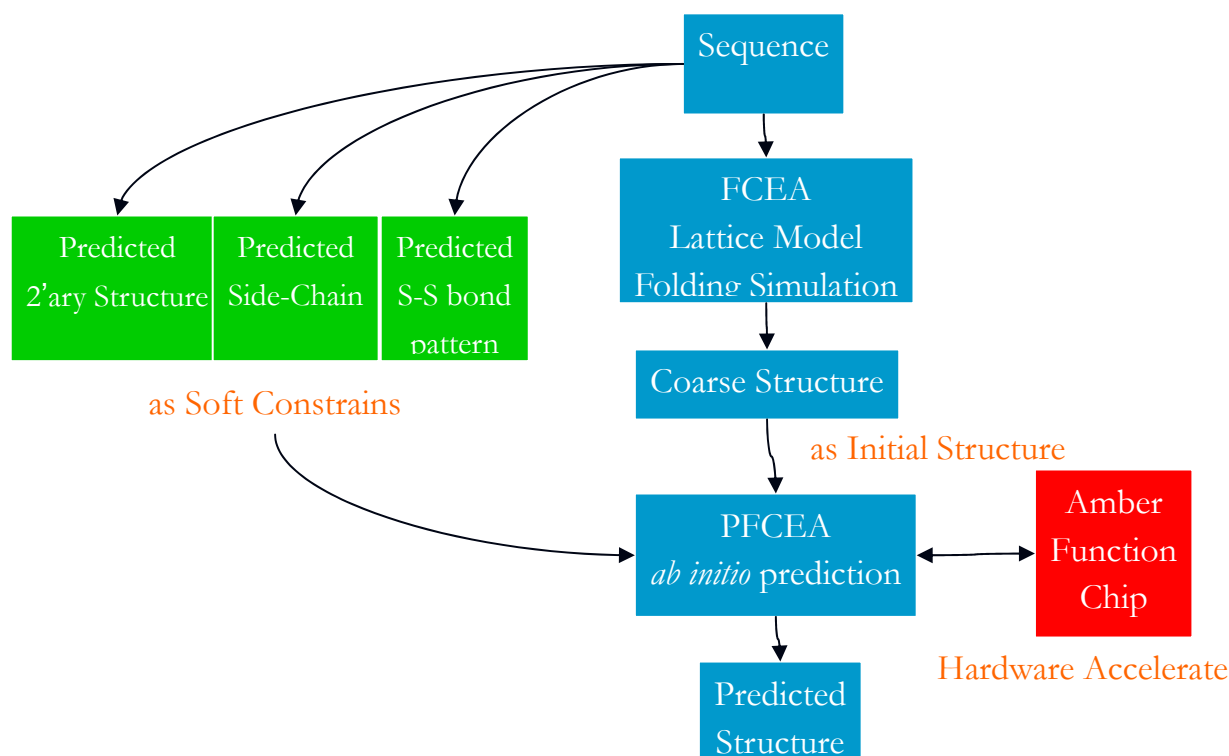 Sequence
FCEA
Lattice Model
Folding Simulation
Predicted
2’ary Structure
Predicted
Side-Chain
Predicted
S-S bond
pattern
Coarse Structure
as Soft Constrains
as Initial Structure
PFCEA
ab initio prediction
Amber
Function
Chip
Hardware Accelerate
Predicted
Structure